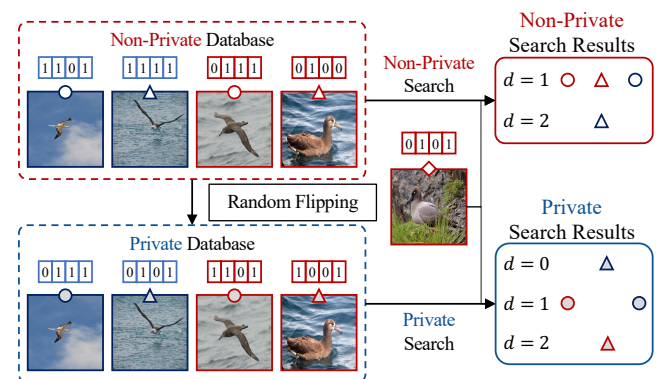 Non-Private Database
1101 1111 0111 0100
Non-Private
Search
0101
Non-Private
Search Results
d = 1
d = 2
Random Flipping
Private Database
0111 0101 1101 1001
Private
Search
Private
Search Results
d = 0
d = 1
d = 2